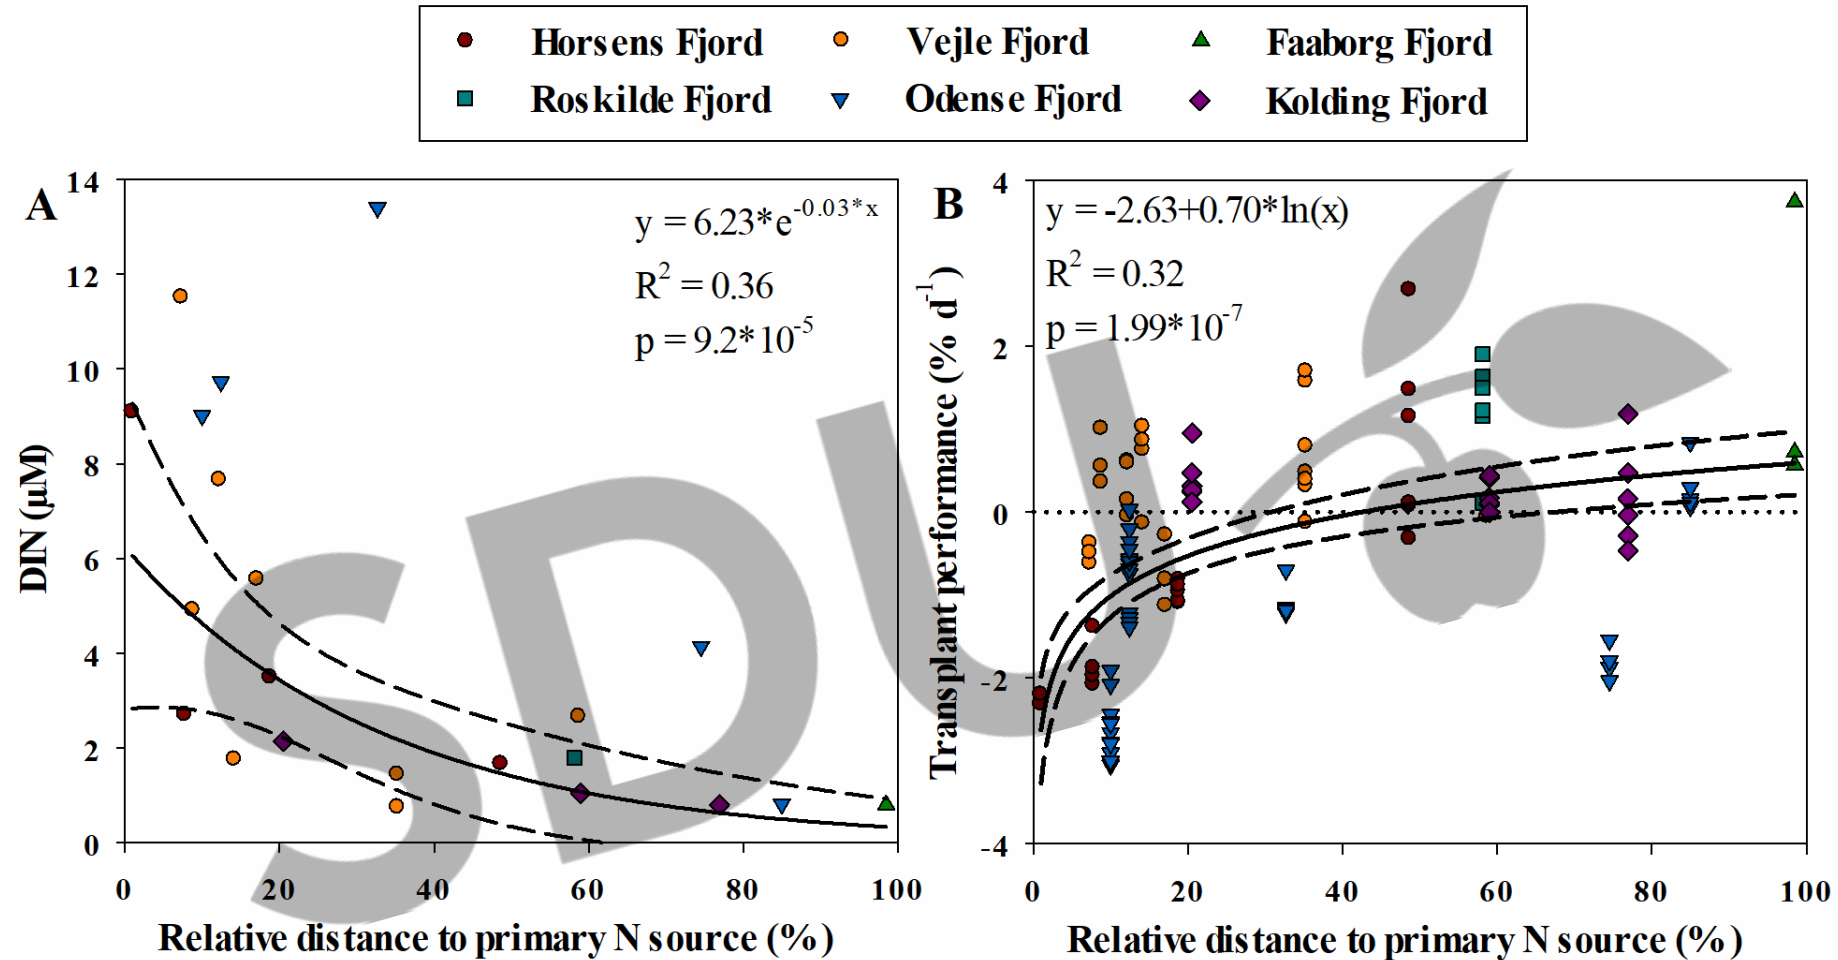 Horsens Fjord Vejle Fjord Faaborg Fjord
Roskilde Fjord Odense Fjord Kolding Fjord
A
y = 6.23*e^-0.03*x
R² = 0.36
p = 9.2*10^-5
14
12
10
8
6
4
2
0
DIN (µM)
0 20 40 60 80 100
Relative distance to primary N source (%)
B
y = -2.63+0.70*ln(x)
R² = 0.32
p = 1.99*10^-7
4
2
0
-2
-4
Transplant performance (% d^-1)
0 20 40 60 80 100
Relative distance to primary N source (%)
SDU